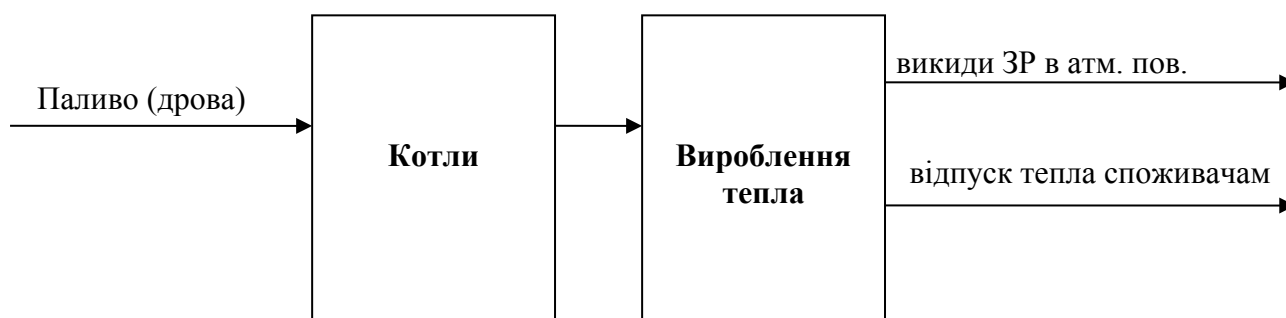 Паливо (дрова)
Котли
Вироблення
тепла
викиди ЗР в атм. пов.
відпуск тепла споживачам